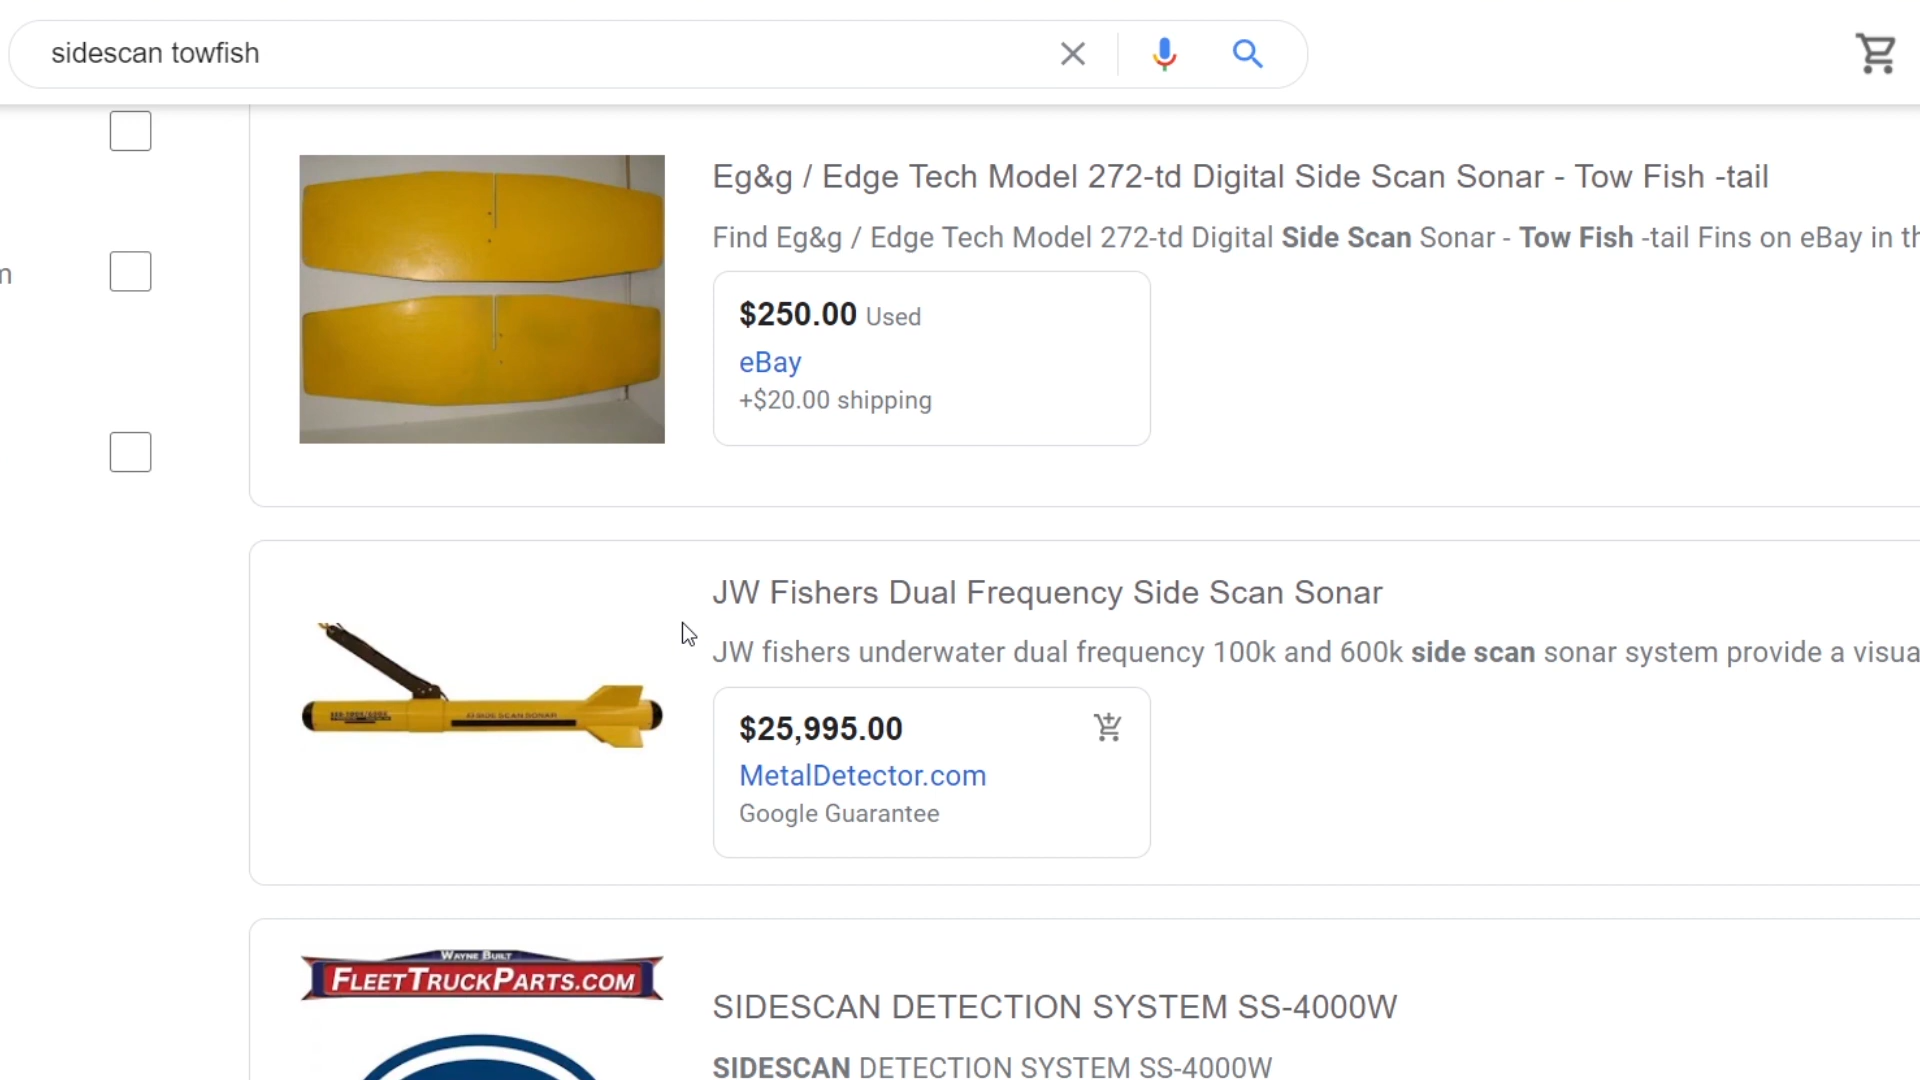 sidescan towfish
Eg&g / Edge Tech Model 272-td Digital Side Scan Sonar - Tow Fish -tail
Find Eg&g / Edge Tech Model 272-td Digital Side Scan Sonar - Tow Fish -tail Fins on eBay in th
$250.00 Used
eBay
+$20.00 shipping
m
JW Fishers Dual Frequency Side Scan Sonar
JW fishers underwater dual frequency 100k and 600k side scan sonar system provide a visua
$25,995.00
MetalDetector.com
Google Guarantee
SIDE SCAN SONAR
WAYNE BUILT
FLEETTRUCKPARTS.COM
SIDESCAN DETECTION SYSTEM SS-4000W
SIDESCAN DETECTION SYSTEM SS-4000W